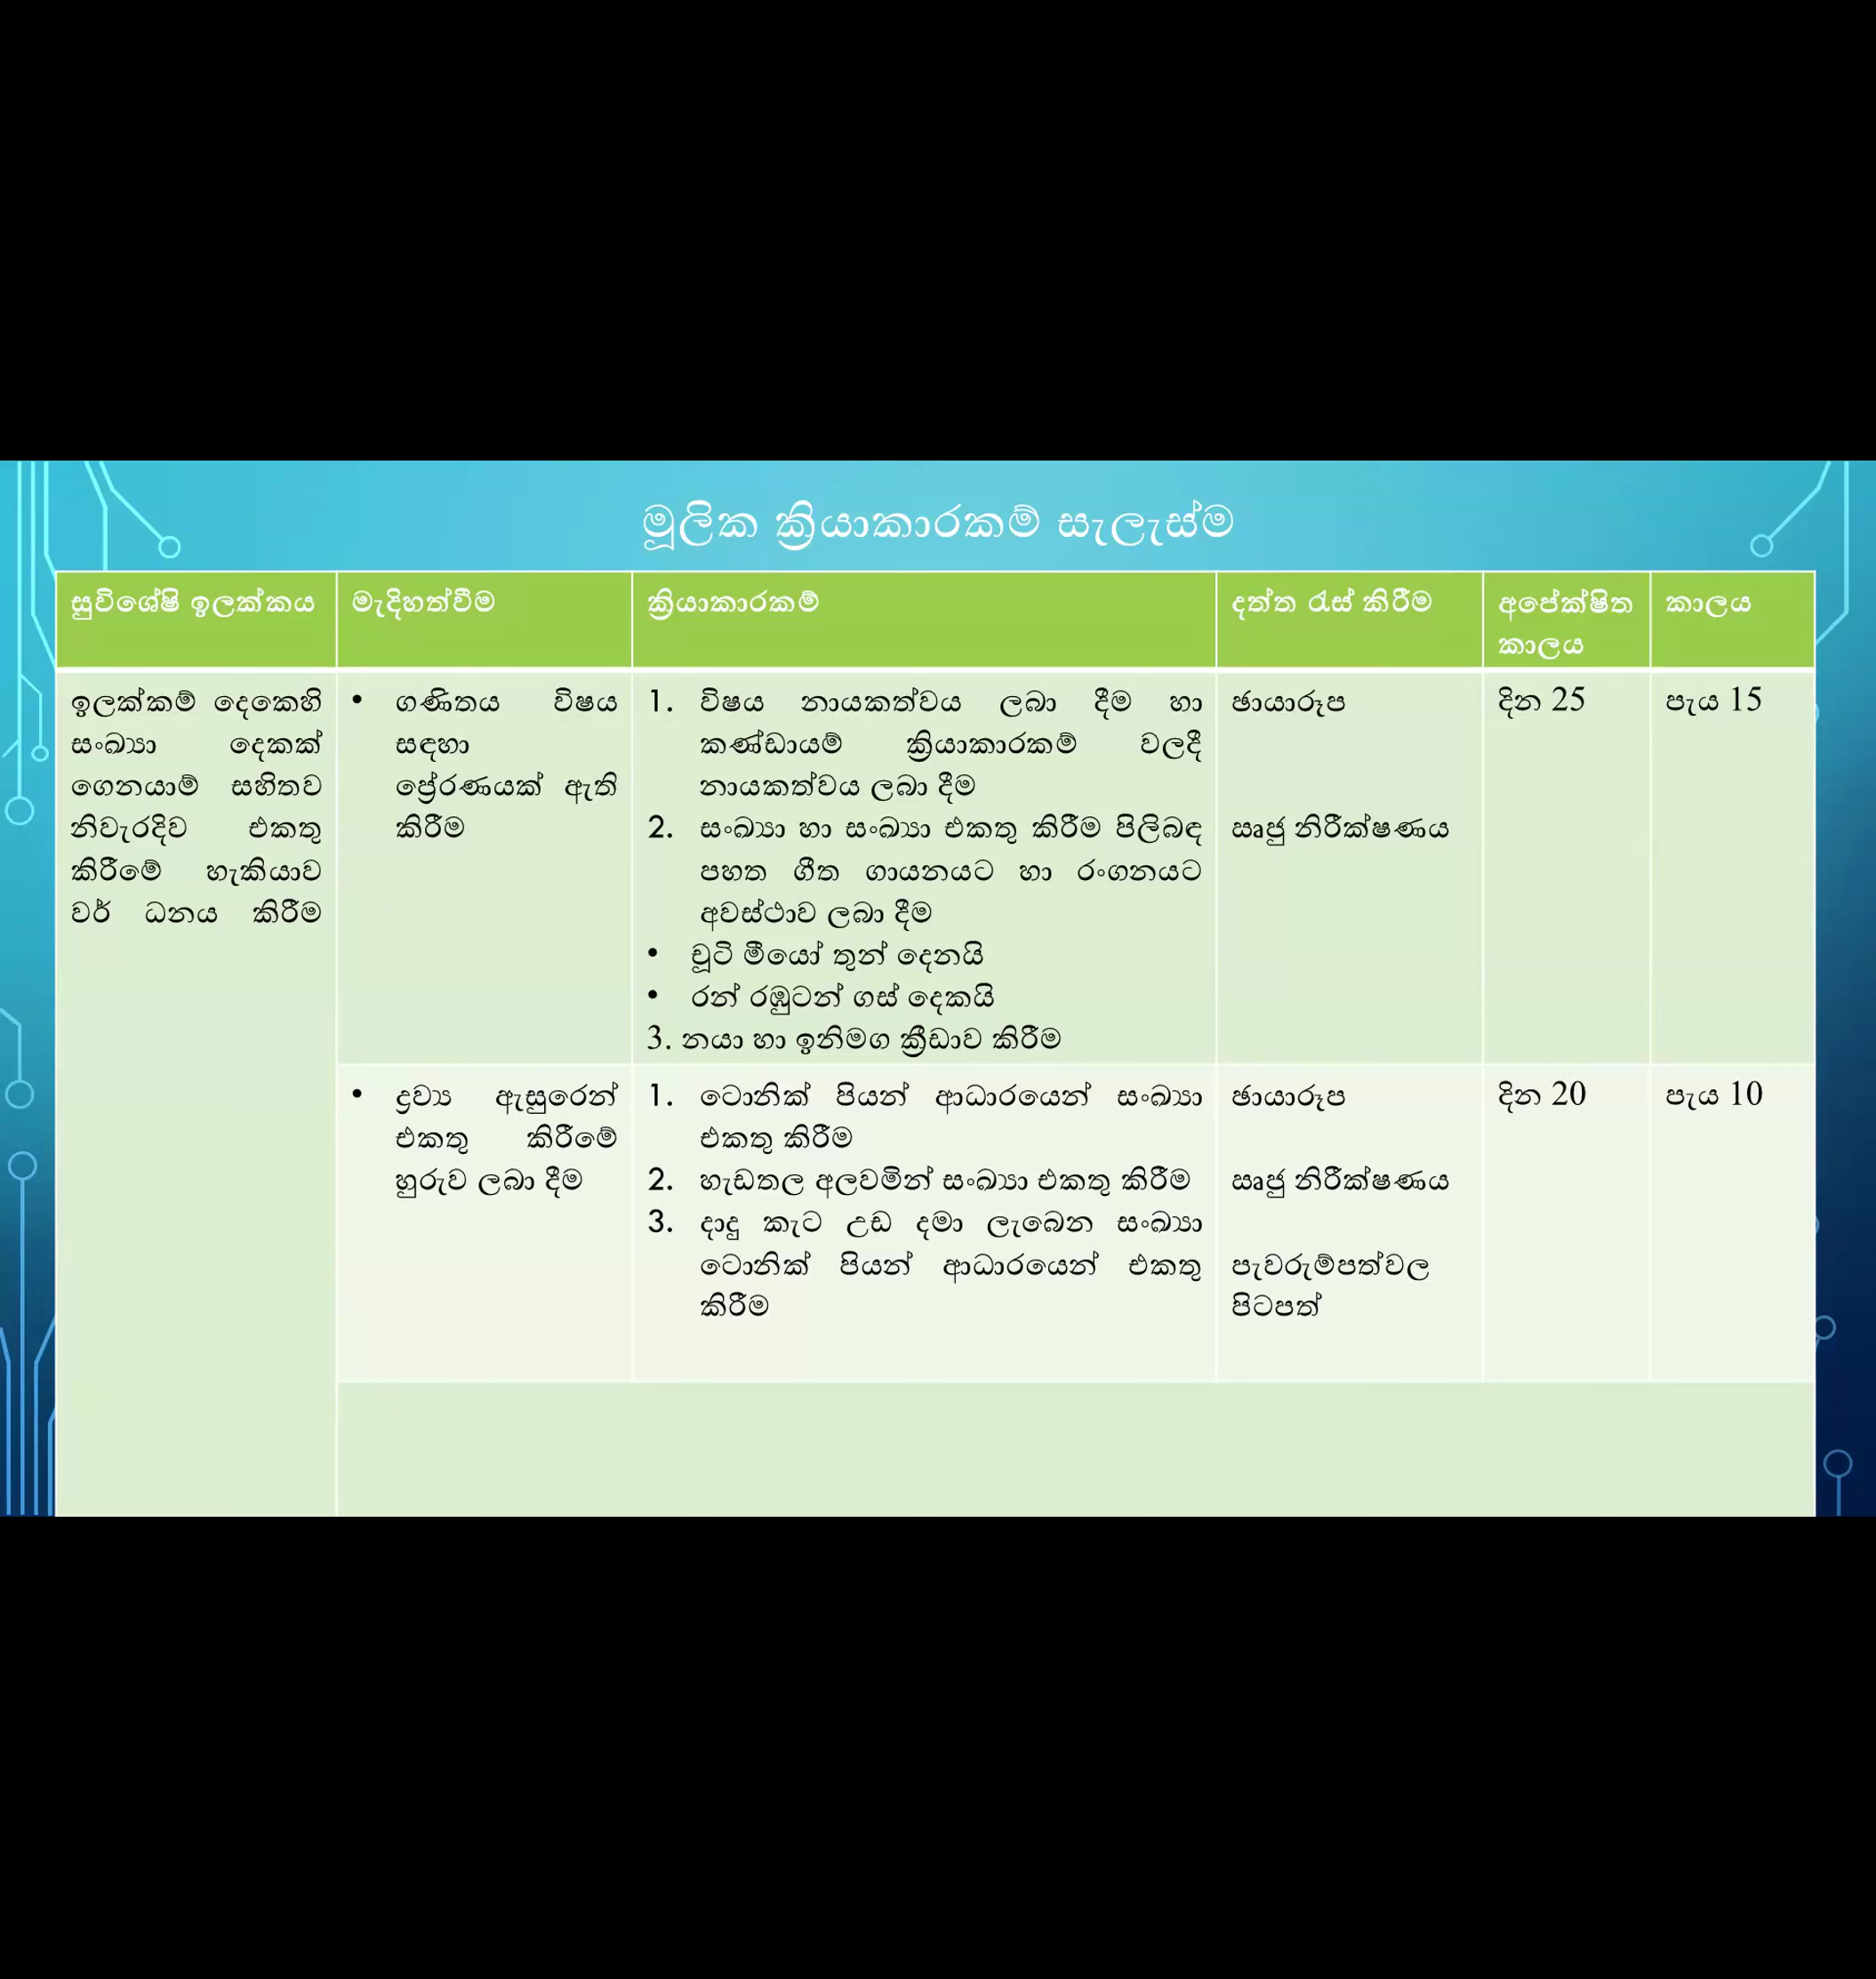 මූලික ක්‍රියාකාරකම් සැලැස්ම
සුවිශේෂි ඉලක්කය
මැදිහත්වීම
ක්‍රියාකාරකම්
දත්ත රැස් කිරීම
අපේක්ෂිත
කාලය
කාලය
ඉලක්කම් දෙකෙහි
සංඛ්‍යා දෙකක්
ගෙනයාම් සහිතව
නිවැරදිව එකතු
කිරීමේ හැකියාව
වර් ධනය කිරීම
• ගණිතය විෂය
සඳහා
ප්‍රේරණයක් ඇති
කිරීම
1. විෂය නායකත්වය ලබා දීම හා
කණ්ඩායම් ක්‍රියාකාරකම් වලදී
නායකත්වය ලබා දීම
2. සංඛ්‍යා හා සංඛ්‍යා එකතු කිරීම පිලිබඳ
පහත ගීත ගායනයට හා රංගනයට
අවස්ථාව ලබා දීම
• චූටි මීයෝ තුන් දෙනයි
• රන් රඹුටන් ගස් දෙකයි
3. නයා හා ඉනිමග ක්‍රීඩාව කිරීම
ඡායාරූප
ඍජු නිරීක්ෂණය
දින 25
පැය 15
• ද්‍රව්‍ය ඇසුරෙන්
එකතු කිරීමේ
හුරුව ලබා දීම
1. ටොනික් පියන් ආධාරයෙන් සංඛ්‍යා
එකතු කිරීම
2. හැඩතල අලවමින් සංඛ්‍යා එකතු කිරීම
3. දාදු කැට උඩ දමා ලැබෙන සංඛ්‍යා
ටොනික් පියන් ආධාරයෙන් එකතු
කිරීම
ඡායාරූප
ඍජු නිරීක්ෂණය
පැවරුම්පත්වල
පිටපත්
දින 20
පැය 10